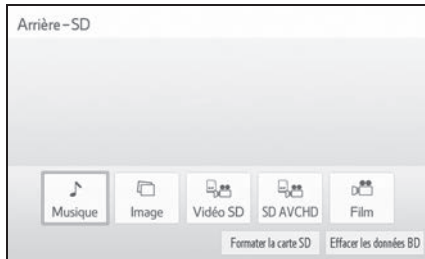 Arrière-SD
Musique
Image
Vidéo SD
SD AVCHD
Film
Formater la carte SD
Effacer les données BD